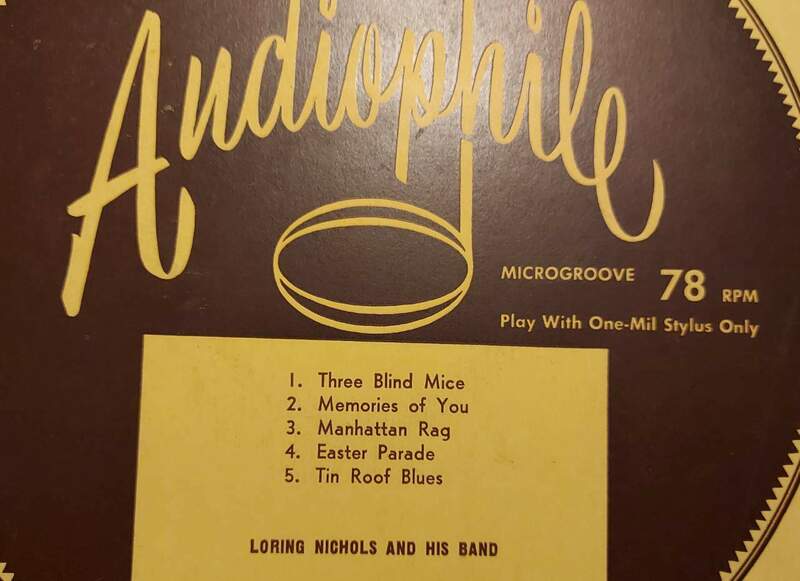 Audiophile
MICROGROOVE 78 RPM
Play With One-Mil Stylus Only
1. Three Blind Mice
2. Memories of You
3. Manhattan Rag
4. Easter Parade
5. Tin Roof Blues
LORING NICHOLS AND HIS BAND